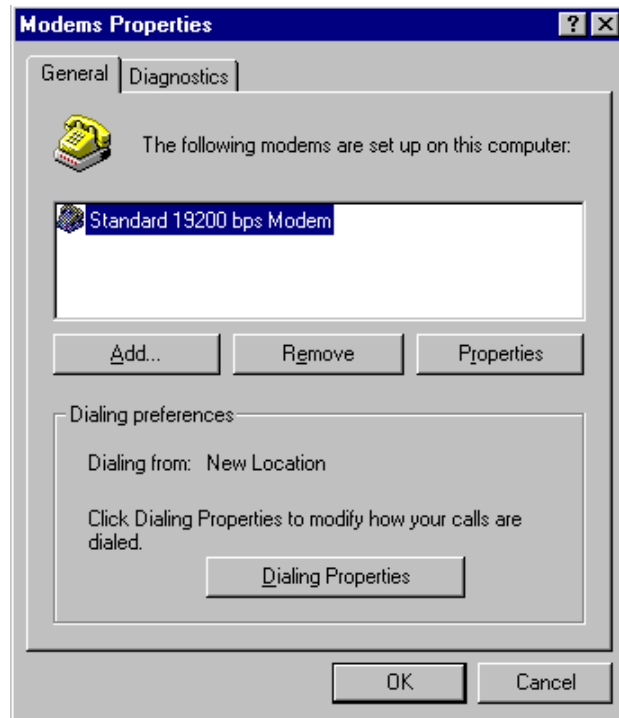 Modems Properties
General
Diagnostics
The following modems are set up on this computer:
Standard 19200 bps Modem
Add...
Remove
Properties
Dialing preferences
Dialing from: New Location
Click Dialing Properties to modify how your calls are
dialed.
Dialing Properties
OK
Cancel